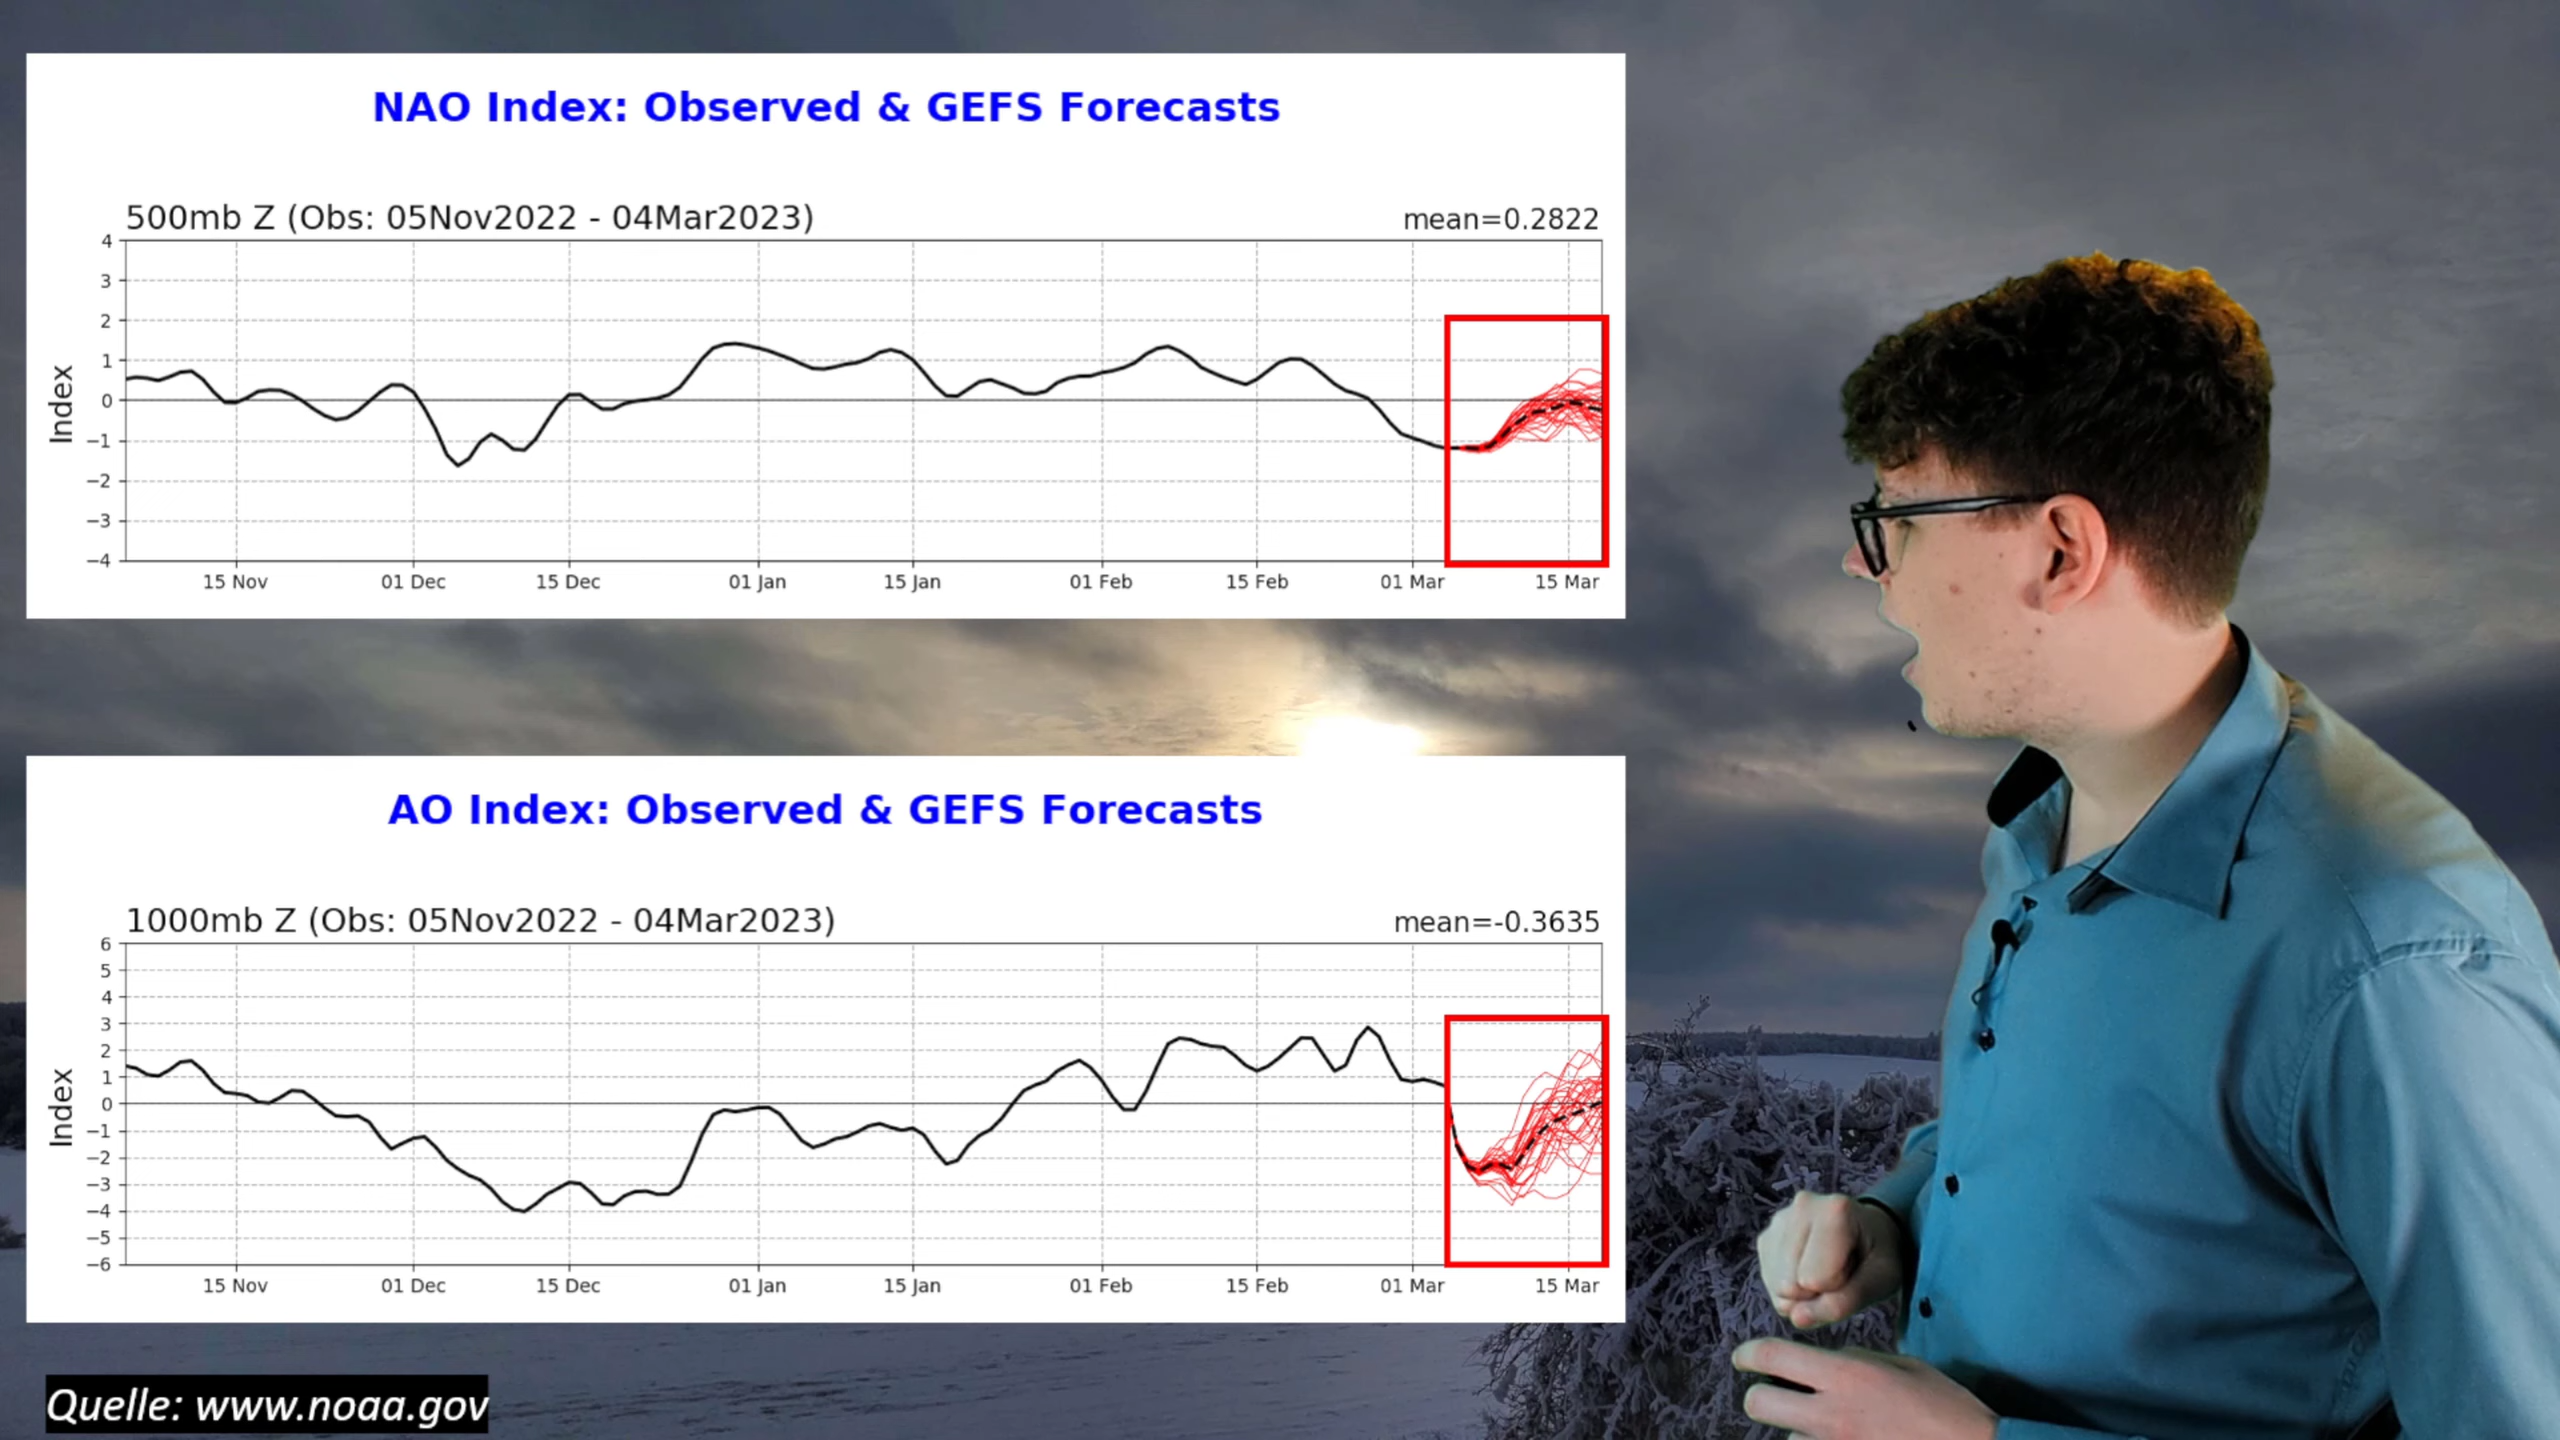 NAO Index: Observed & GEFS Forecasts
500mb Z (Obs: 05Nov2022 - 04Mar2023)
mean=0.2822
4
3
2
1
0
−1
−2
−3
−4
Index
15 Nov
01 Dec
15 Dec
01 Jan
15 Jan
01 Feb
15 Feb
01 Mar
15 Mar
AO Index: Observed & GEFS Forecasts
1000mb Z (Obs: 05Nov2022 - 04Mar2023)
mean=-0.3635
6
5
4
3
2
1
0
−1
−2
−3
−4
−5
−6
Index
15 Nov
01 Dec
15 Dec
01 Jan
15 Jan
01 Feb
15 Feb
01 Mar
15 Mar
Quelle: www.noaa.gov